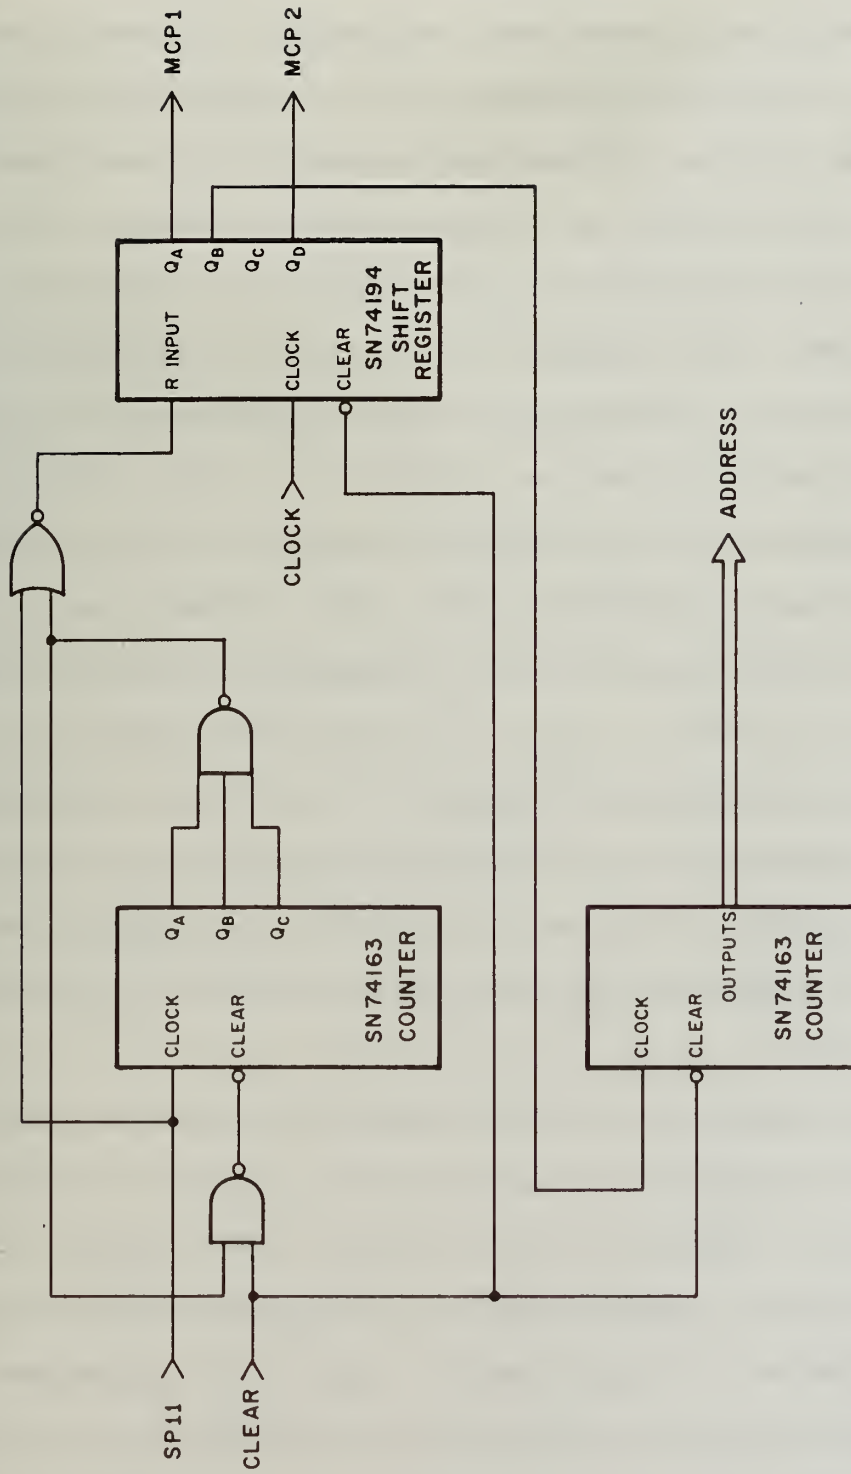 SP11
CLEAR
CLOCK
CLEAR
QA
QB
QC
SN74163
COUNTER
R INPUT
CLOCK
CLEAR
QA
QB
QC
QD
SN74194
SHIFT
REGISTER
MCP1
MCP2
CLOCK
CLOCK
CLEAR
OUTPUTS
SN74163
COUNTER
ADDRESS